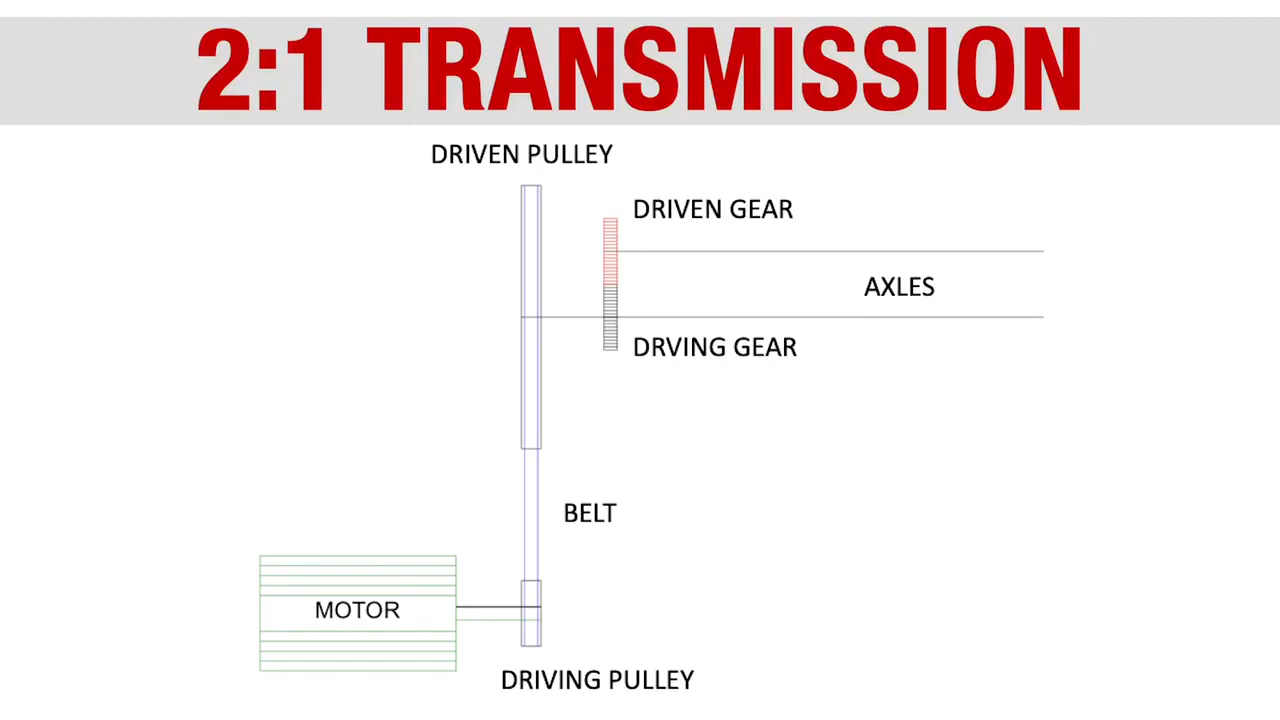 2:1 TRANSMISSION
DRIVEN PULLEY
DRIVEN GEAR
AXLES
DRVING GEAR
BELT
MOTOR
DRIVING PULLEY